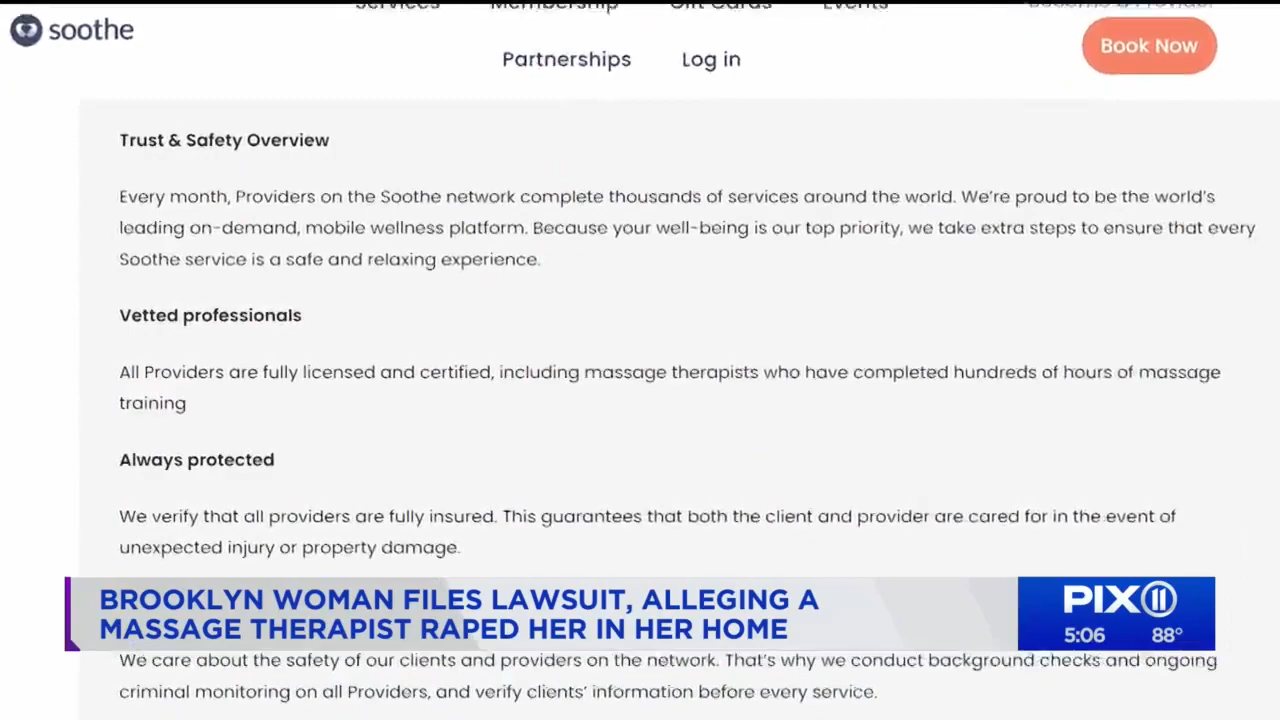 Services Membership Gift Cards Events
soothe
Book Now
Partnerships Log in
Trust & Safety Overview
Every month, Providers on the Soothe network complete thousands of services around the world. We're proud to be the world's
leading on-demand, mobile wellness platform. Because your well-being is our top priority, we take extra steps to ensure that every
Soothe service is a safe and relaxing experience.
Vetted professionals
All Providers are fully licensed and certified, including massage therapists who have completed hundreds of hours of massage
training
Always protected
We verify that all providers are fully insured. This guarantees that both the client and provider are cared for in the event of
unexpected injury or property damage.
BROOKLYN WOMAN FILES LAWSUIT, ALLEGING A
MASSAGE THERAPIST RAPED HER IN HER HOME
PIX11
5:06 88°
We care about the safety of our clients and providers on the network. That's why we conduct background checks and ongoing
criminal monitoring on all Providers, and verify clients' information before every service.